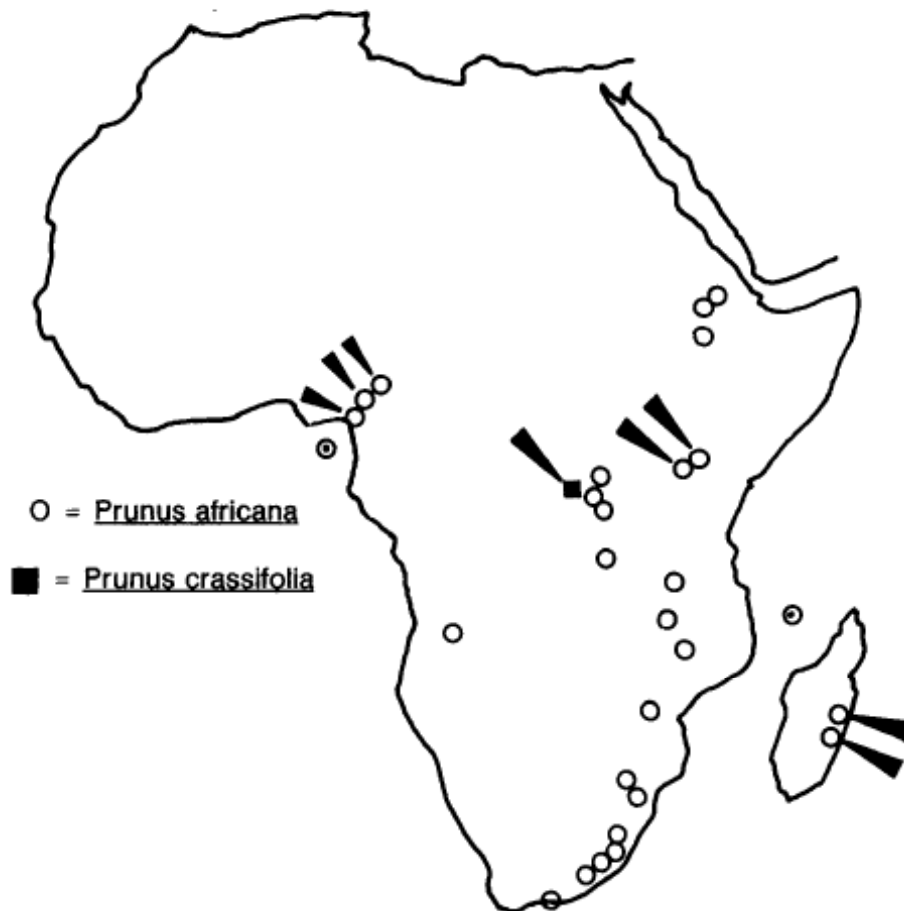 O = Prunus africana
■ = Prunus crassifolia